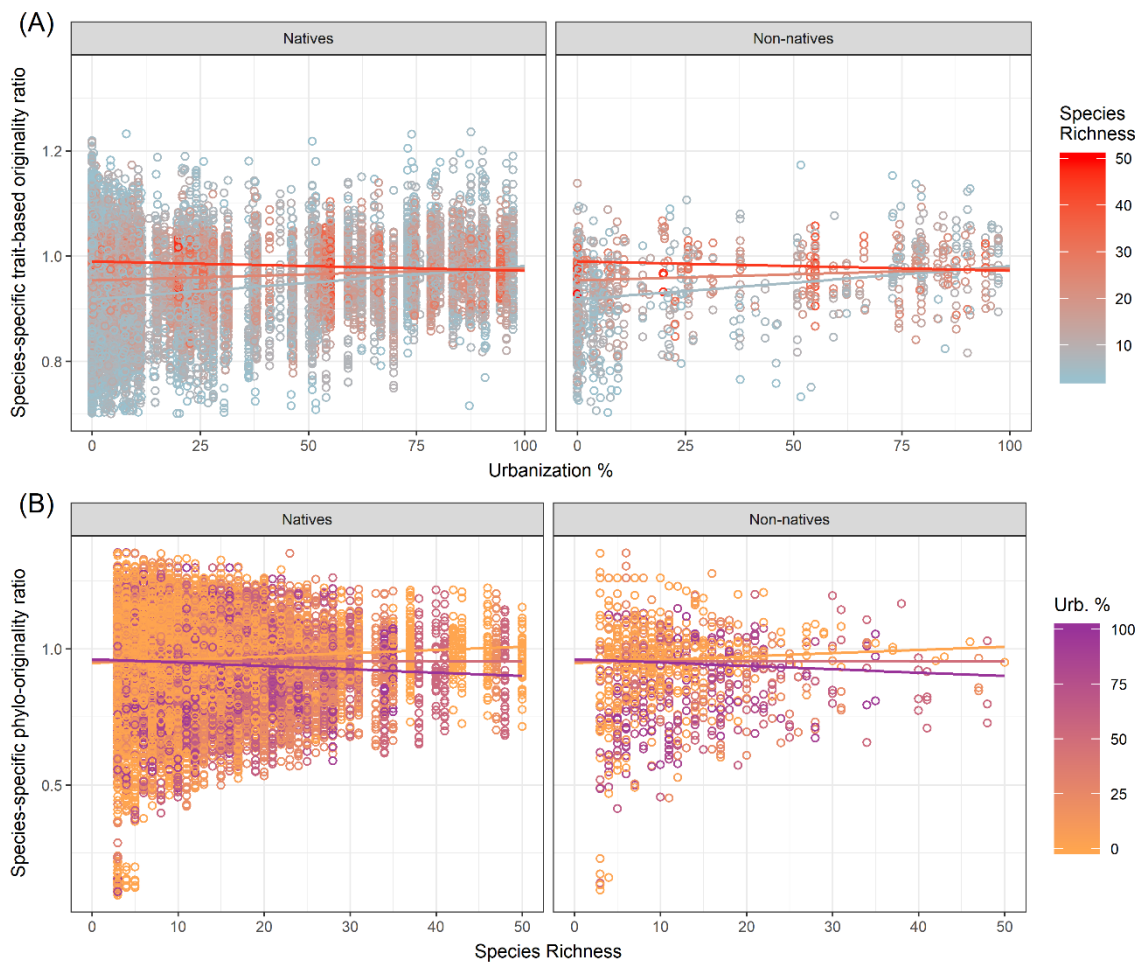 (A)
Natives
Non-natives
Species-specific trait-based originality ratio
1.2
1.0
0.8
0
25
50
75
100
0
25
50
75
100
Urbanization %
Species
Richness
50
40
30
20
10
(B)
Natives
Non-natives
Species-specific phylo-originality ratio
1.0
0.5
0
10
20
30
40
50
0
10
20
30
40
50
Species Richness
Urb. %
100
75
50
25
0